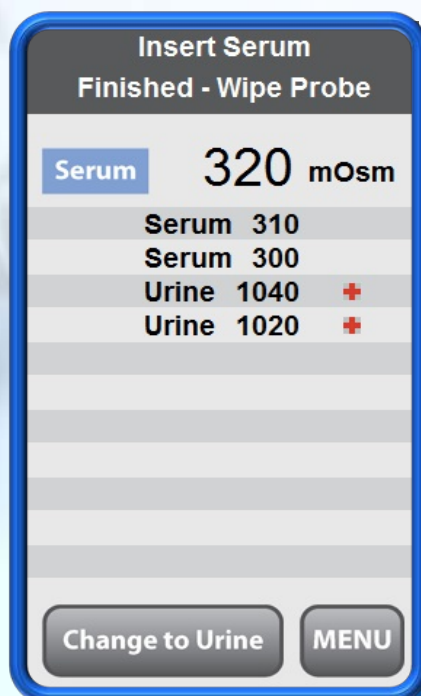 Insert Serum
Finished - Wipe Probe
Serum 320 mOsm
Serum 310
Serum 300
Urine 1040
Urine 1020
Change to Urine MENU